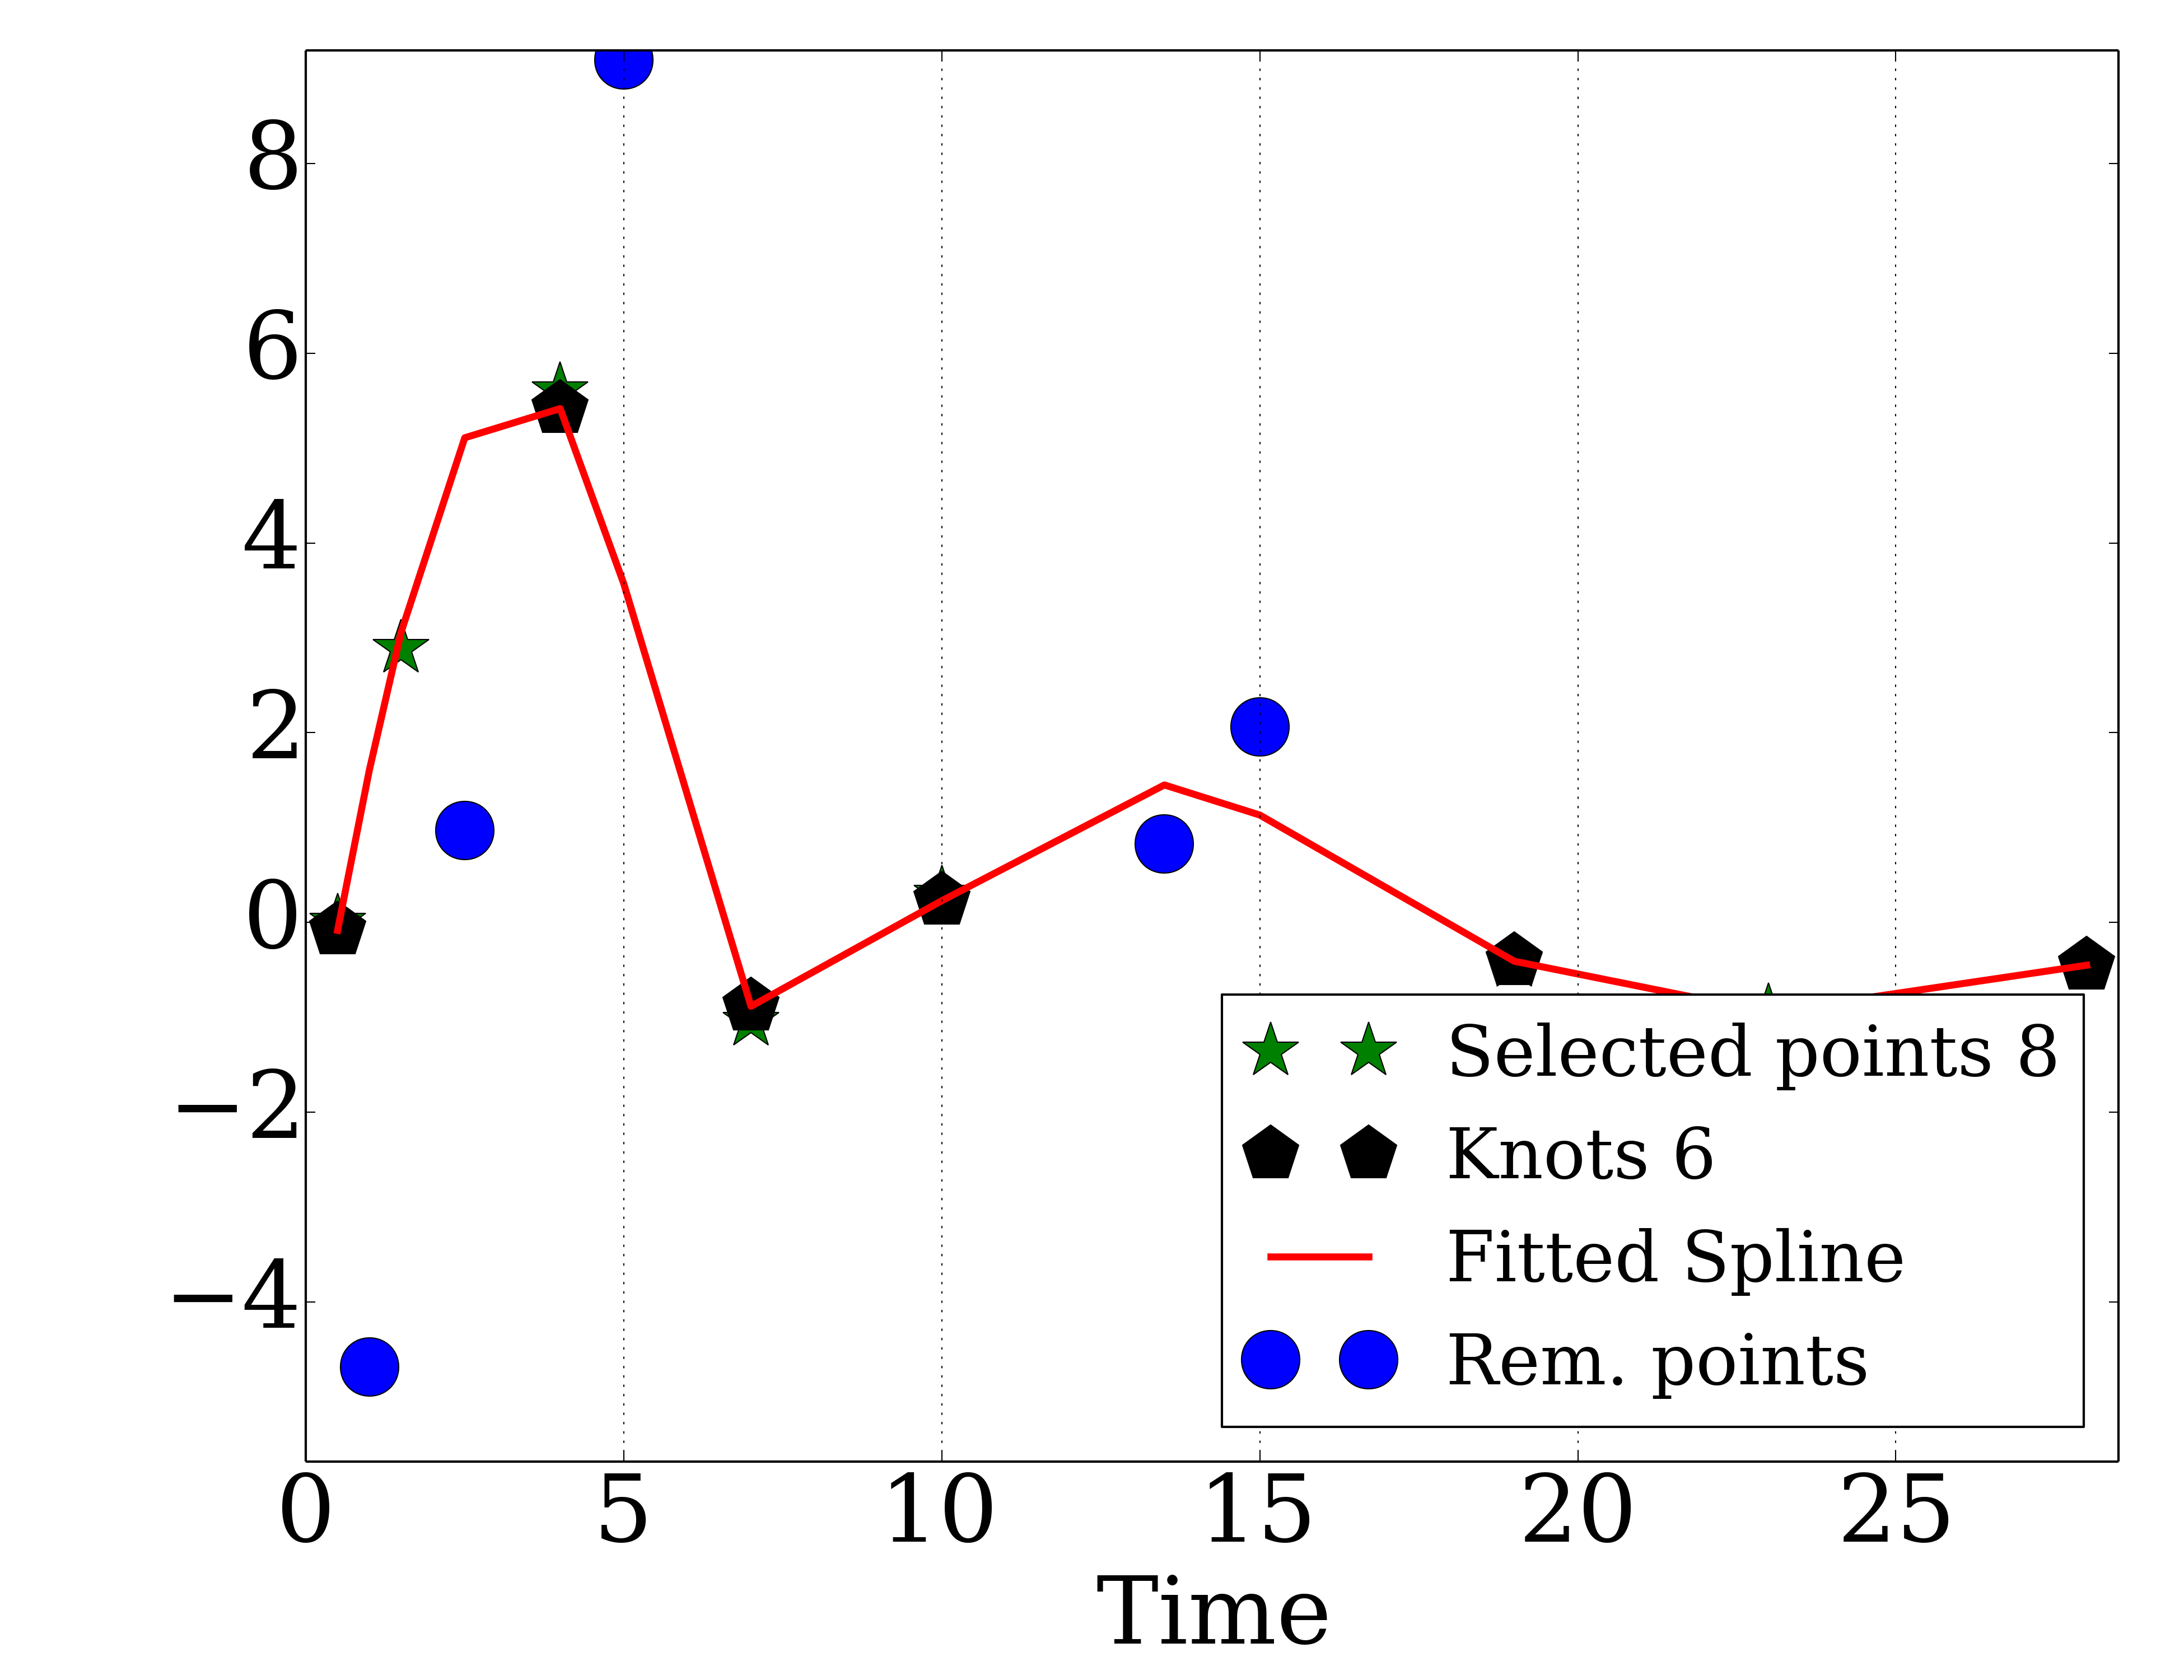 8
6
4
2
0
−2
−4
Selected points 8
Knots 6
Fitted Spline
Rem. points
0 5 10 15 20 25
Time